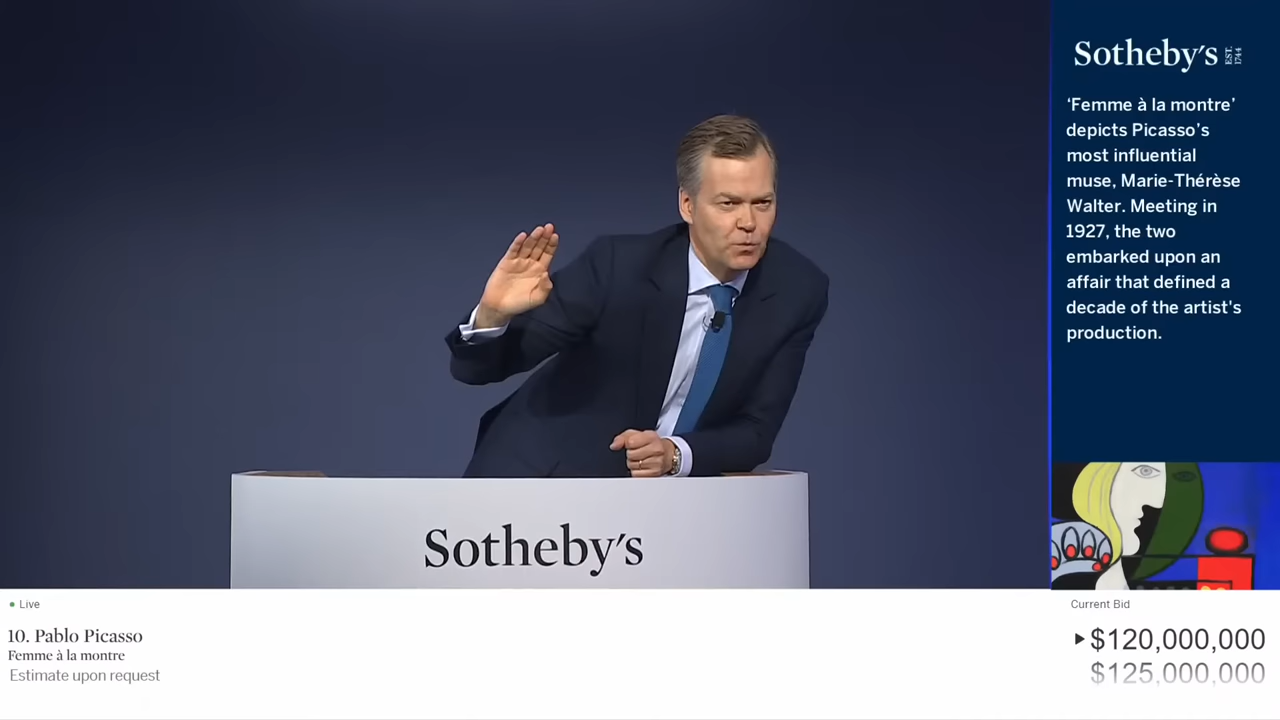 Sotheby's EST. 1744
‘Femme à la montre’
depicts Picasso’s
most influential
muse, Marie-Thérèse
Walter. Meeting in
1927, the two
embarked upon an
affair that defined a
decade of the artist's
production.
Sotheby's
Live
Current Bid
10. Pablo Picasso
$120,000,000
Femme à la montre
Estimate upon request
$125,000,000